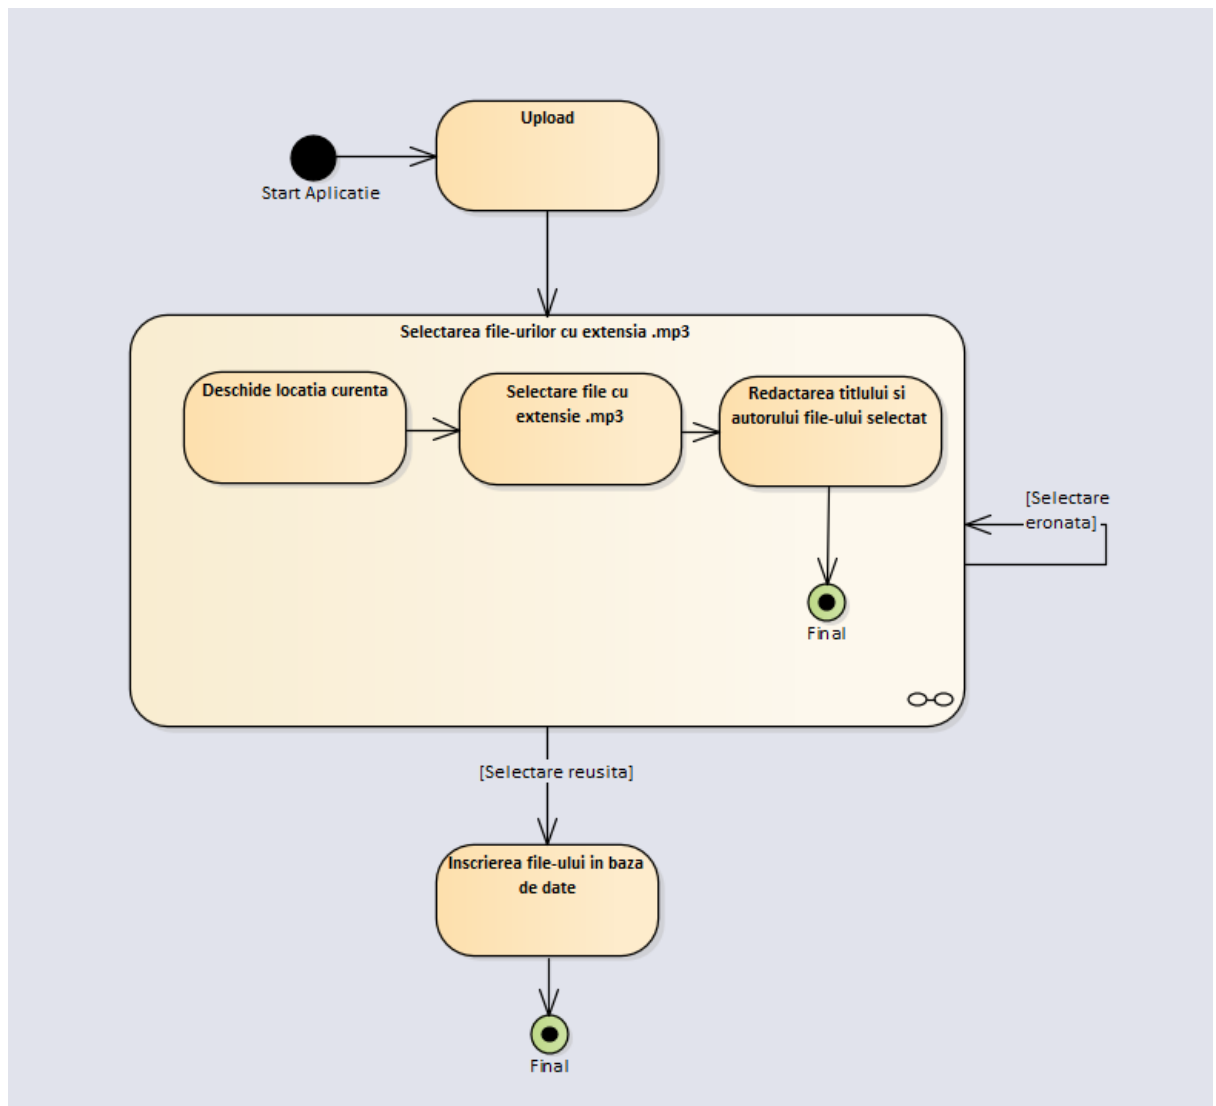 Upload
Start Aplicatie
Selectarea file-urilor cu extensia .mp3
Deschide locatia curenta
Selectare file cu
extensie .mp3
Redactarea titlului si
autorului file-ului selectat
[Selectare
eronata]
Final
[Selectare reusita]
Inscrierea file-ului in baza
de date
Final